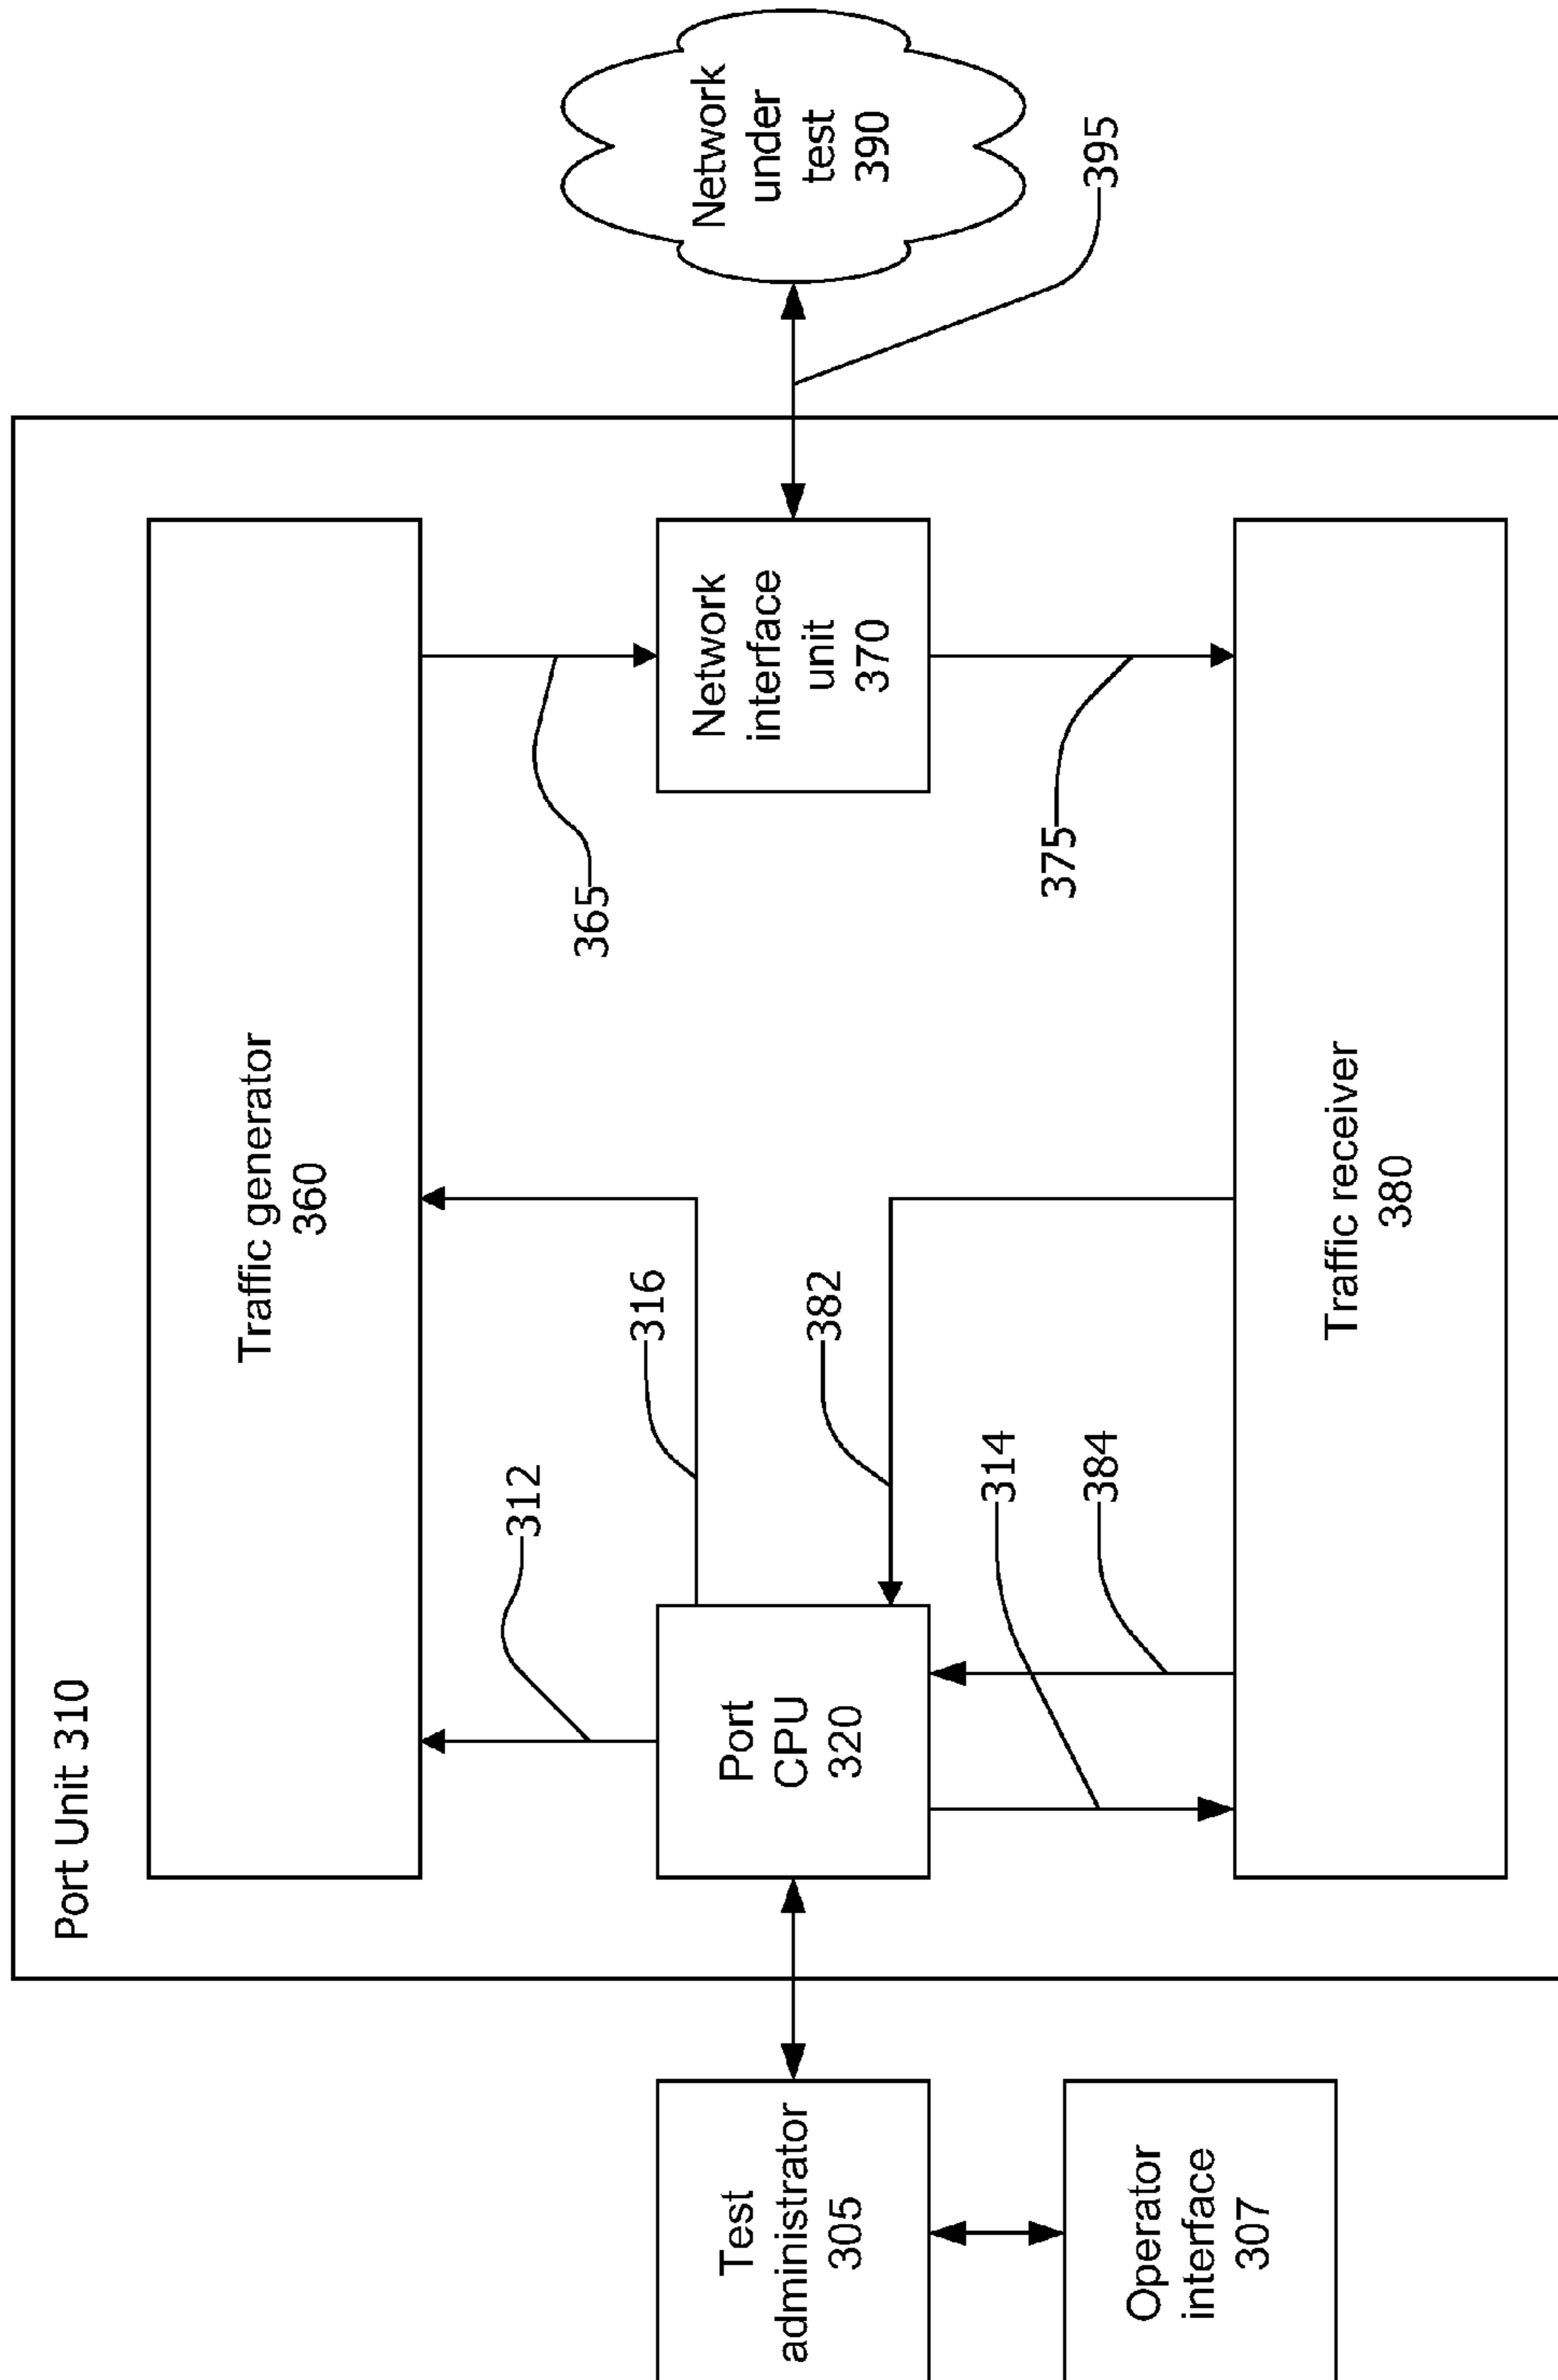 Port Unit 310
Traffic generator
360
312
316
365
Test
administrator
305
Port
CPU
320
Network
interface
unit
370
Network
under
test
390
382
314
384
375
395
Operator
interface
307
Traffic receiver
380